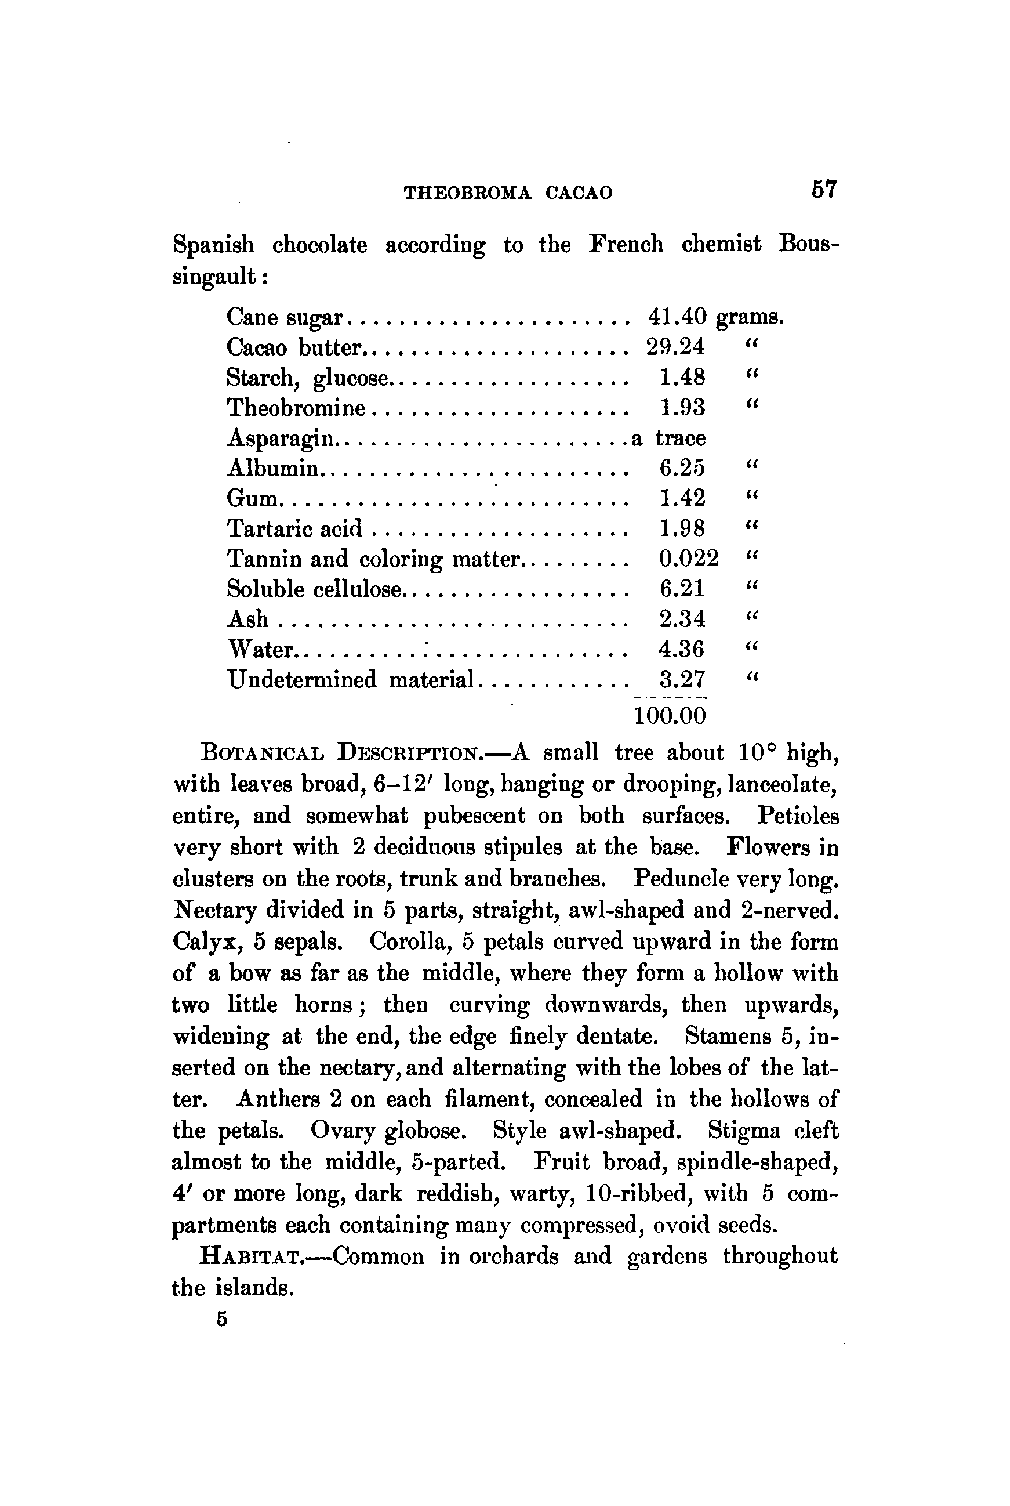 THEOBROMA CACAO 57
Spanish chocolate according to the French chemist Bous-
singault:
Cane sugar...................... 41.40 grams.
Cacao butter..................... 29.24 “
Starch, glucose................... 1.48 “
Theobromine.................... 1.93 “
Asparagin.......................a trace
Albumin........................ 6.25 “
Gum........................... 1.42 “
Tartaric acid .................... 1.98 “
Tannin and coloring matter......... 0.022 “
Soluble cellulose.................. 6.21 “
Ash ........................... 2.34 “
Water.......................... 4.36 “
Undetermined material............ 3.27 “
100.00
BOTANICAL DESCRIPTION.—A small tree about 10° high,
with leaves broad, 6–12′ long, hanging or drooping, lanceolate,
entire, and somewhat pubescent on both surfaces. Petioles
very short with 2 deciduous stipules at the base. Flowers in
clusters on the roots, trunk and branches. Peduncle very long.
Nectary divided in 5 parts, straight, awl-shaped and 2-nerved.
Calyx, 5 sepals. Corolla, 5 petals curved upward in the form
of a bow as far as the middle, where they form a hollow with
two little horns; then curving downwards, then upwards,
widening at the end, the edge finely dentate. Stamens 5, in-
serted on the nectary, and alternating with the lobes of the lat-
ter. Anthers 2 on each filament, concealed in the hollows of
the petals. Ovary globose. Style awl-shaped. Stigma cleft
almost to the middle, 5-parted. Fruit broad, spindle-shaped,
4′ or more long, dark reddish, warty, 10-ribbed, with 5 com-
partments each containing many compressed, ovoid seeds.
HABITAT.—Common in orchards and gardens throughout
the islands.
5